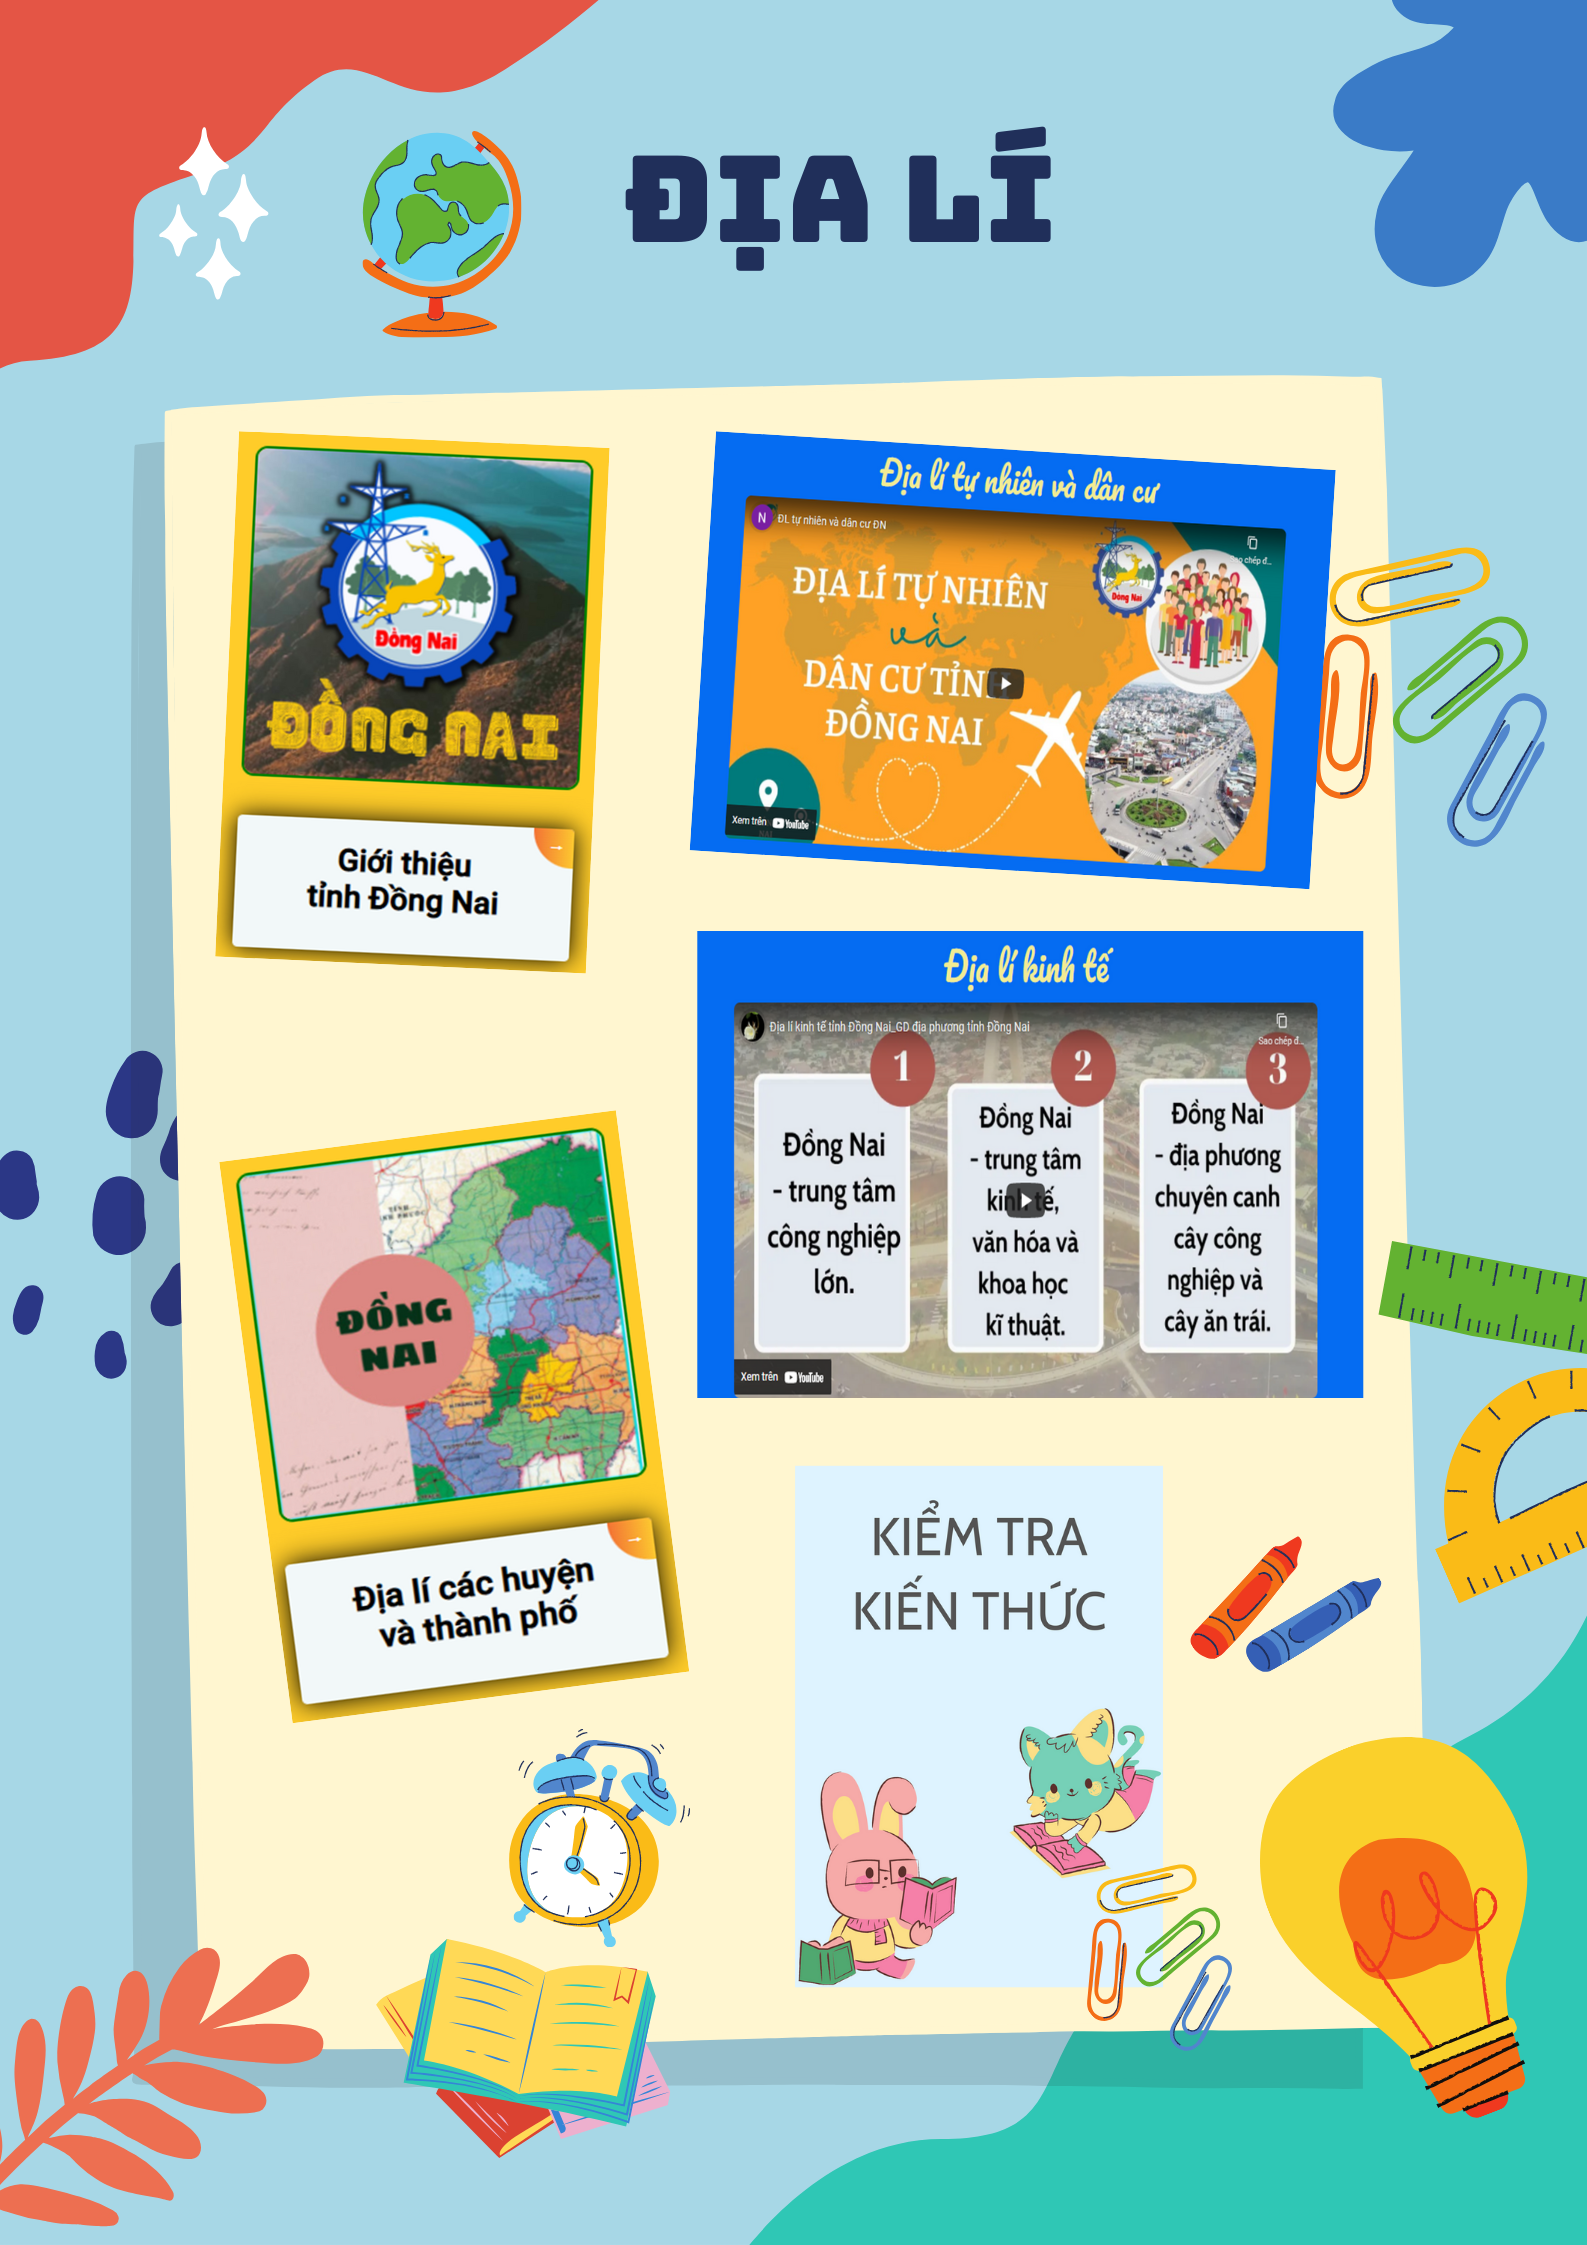 ĐỊA LÍ
Đồng Nai
ĐỒNG NAI
Giới thiệu
tỉnh Đồng Nai
Địa lí tự nhiên và dân cư
N
ĐL tự nhiên và dân cư ĐN
ĐỊA LÍ TỰ NHIÊN
và
DÂN CƯ TỈN
ĐỒNG NAI
Đồng Nai
Xem trên YouTube
Địa lí kinh tế
Địa lí kinh tế tỉnh Đồng Nai_GD địa phương tỉnh Đồng Nai
Sao chép đ...
1
Đồng Nai
- trung tâm
công nghiệp
lớn.
2
Đồng Nai
- trung tâm
kinh tế,
văn hóa và
khoa học
kĩ thuật.
3
Đồng Nai
- địa phương
chuyên canh
cây công
nghiệp và
cây ăn trái.
Xem trên YouTube
ĐỒNG
NAI
Địa lí các huyện
và thành phố
KIỂM TRA
KIẾN THỨC